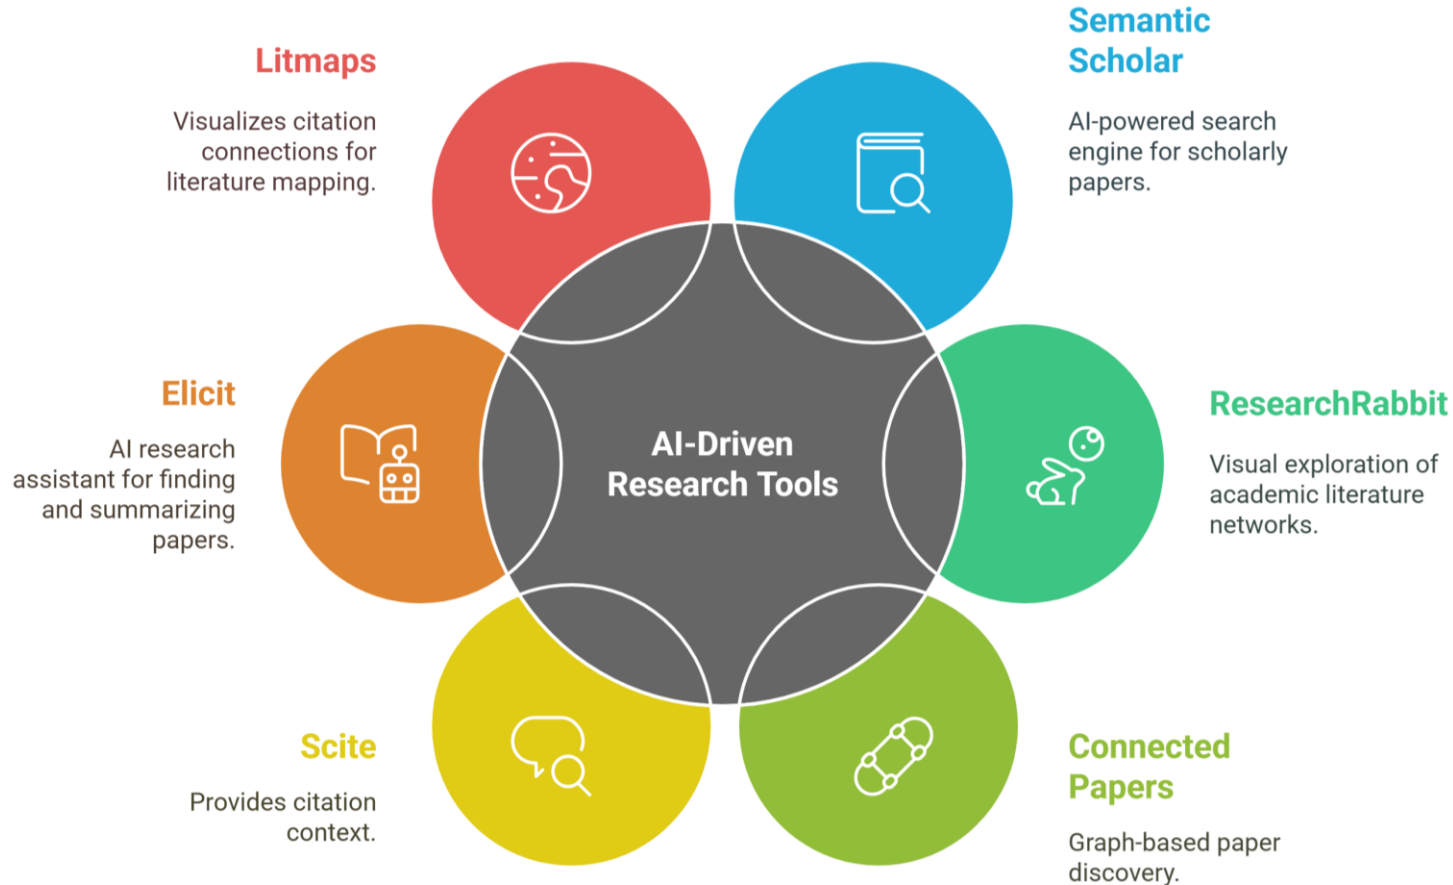 Litmaps
Visualizes citation
connections for
literature mapping.
Semantic
Scholar
AI-powered search
engine for scholarly
papers.
Elicit
AI research
assistant for finding
and summarizing
papers.
AI-Driven
Research Tools
ResearchRabbit
Visual exploration of
academic literature
networks.
Scite
Provides citation
context.
Connected
Papers
Graph-based paper
discovery.